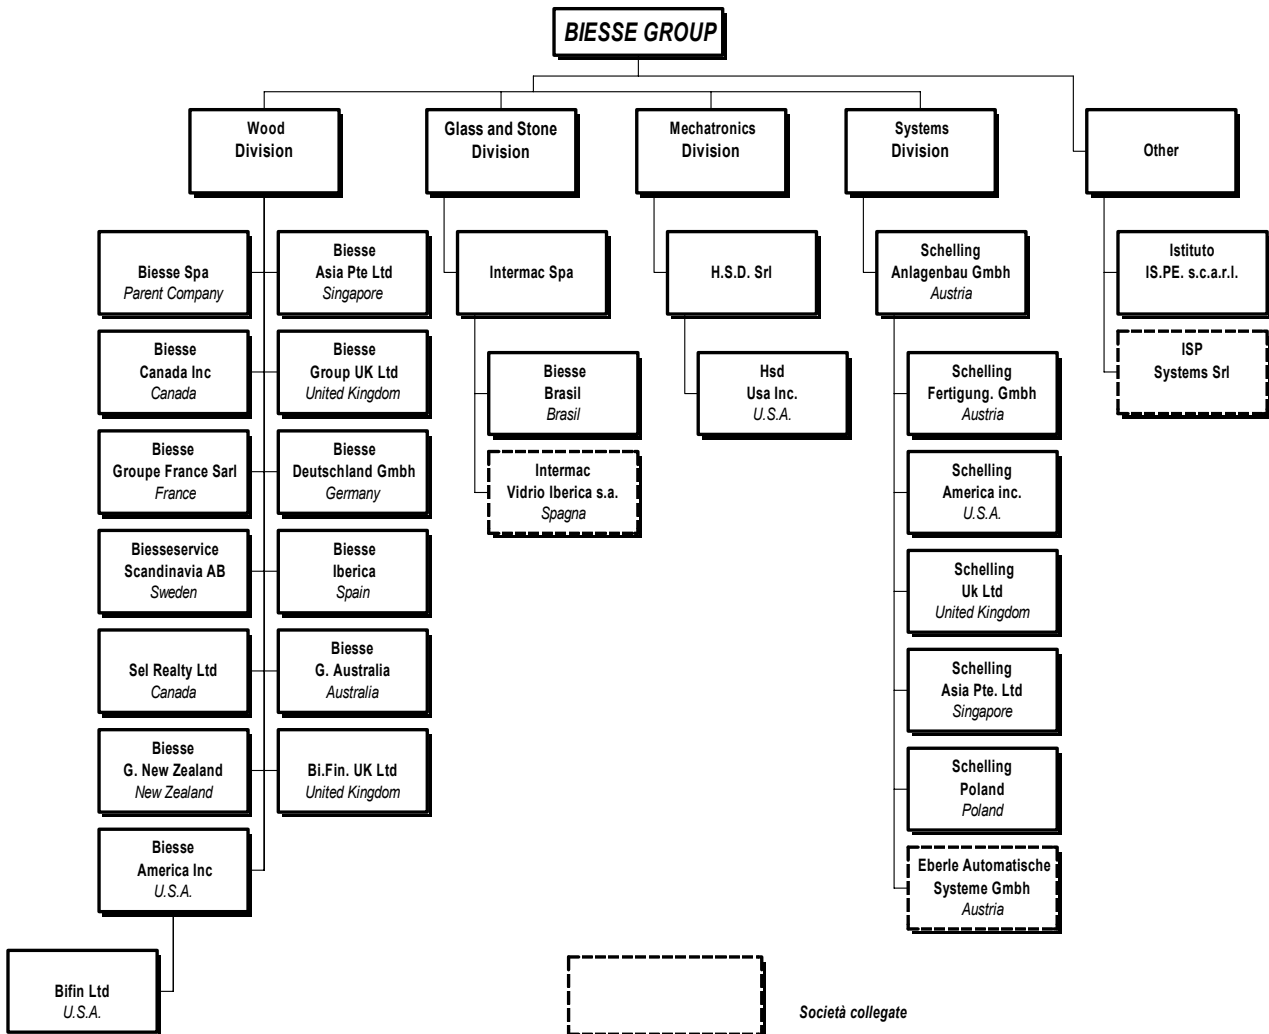 BIESSE GROUP
Wood
Division
Glass and Stone
Division
Mechatronics
Division
Systems
Division
Other
Biesse Spa
Parent Company
Biesse
Asia Pte Ltd
Singapore
Biesse
Canada Inc
Canada
Biesse
Group UK Ltd
United Kingdom
Biesse
Groupe France Sarl
France
Biesse
Deutschland Gmbh
Germany
Biesseservice
Scandinavia AB
Sweden
Biesse
Iberica
Spain
Sel Realty Ltd
Canada
Biesse
G. Australia
Australia
Biesse
G. New Zealand
New Zealand
Bi.Fin. UK Ltd
United Kingdom
Biesse
America Inc
U.S.A.
Bifin Ltd
U.S.A.
Intermac Spa
Biesse
Brasil
Brasil
Intermac
Vidrio Iberica s.a.
Spagna
H.S.D. Srl
Hsd
Usa Inc.
U.S.A.
Schelling
Anlagenbau Gmbh
Austria
Schelling
Fertigung. Gmbh
Austria
Schelling
America inc.
U.S.A.
Schelling
Uk Ltd
United Kingdom
Schelling
Asia Pte. Ltd
Singapore
Schelling
Poland
Poland
Eberle Automatische
Systeme Gmbh
Austria
Istituto
IS.PE. s.c.a.r.l.
ISP
Systems Srl
Società collegate